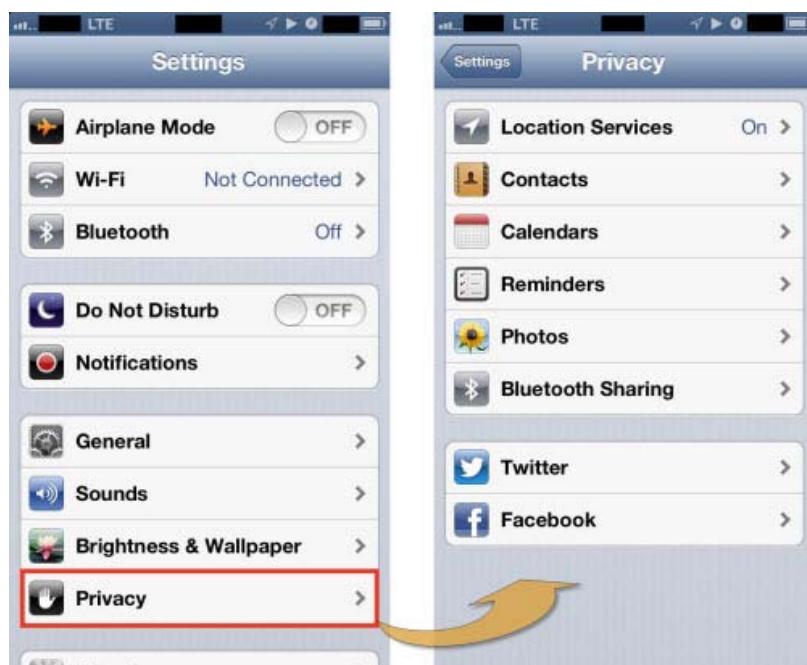 LTE
Settings
Airplane Mode OFF
Wi-Fi Not Connected
Bluetooth Off
Do Not Disturb OFF
Notifications
General
Sounds
Brightness & Wallpaper
Privacy
LTE
Settings Privacy
Location Services On
Contacts
Calendars
Reminders
Photos
Bluetooth Sharing
Twitter
Facebook